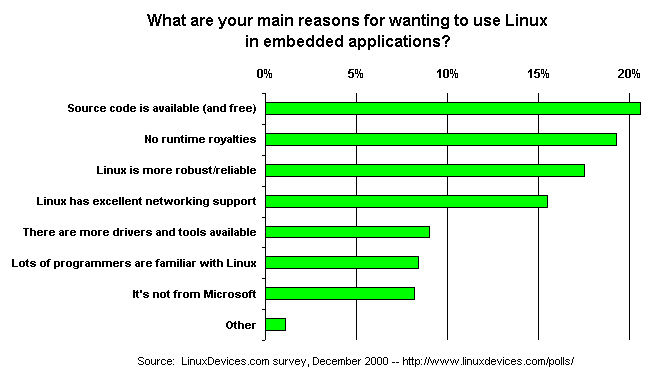 What are your main reasons for wanting to use Linux
in embedded applications?
0% 5% 10% 15% 20%
Source code is available (and free)
No runtime royalties
Linux is more robust/reliable
Linux has excellent networking support
There are more drivers and tools available
Lots of programmers are familiar with Linux
It's not from Microsoft
Other
Source: LinuxDevices.com survey, December 2000 -- http://www.linuxdevices.com/polls/